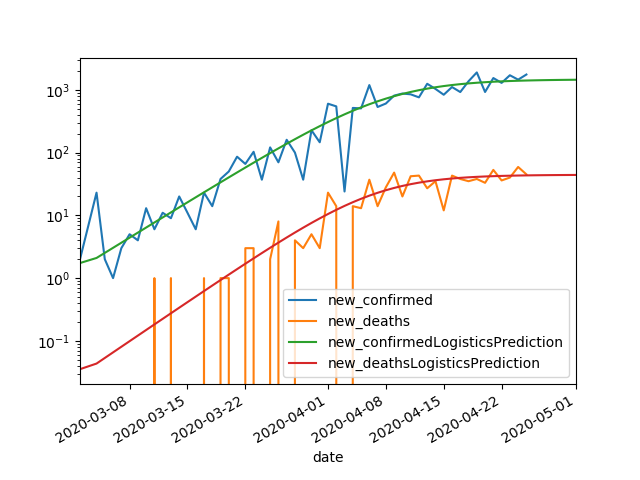 10³
10²
10¹
10⁰
10⁻¹
new_confirmed
new_deaths
new_confirmedLogisticsPrediction
new_deathsLogisticsPrediction
2020-03-08
2020-03-15
2020-03-22
2020-04-01
2020-04-08
2020-04-15
2020-04-22
2020-05-01
date